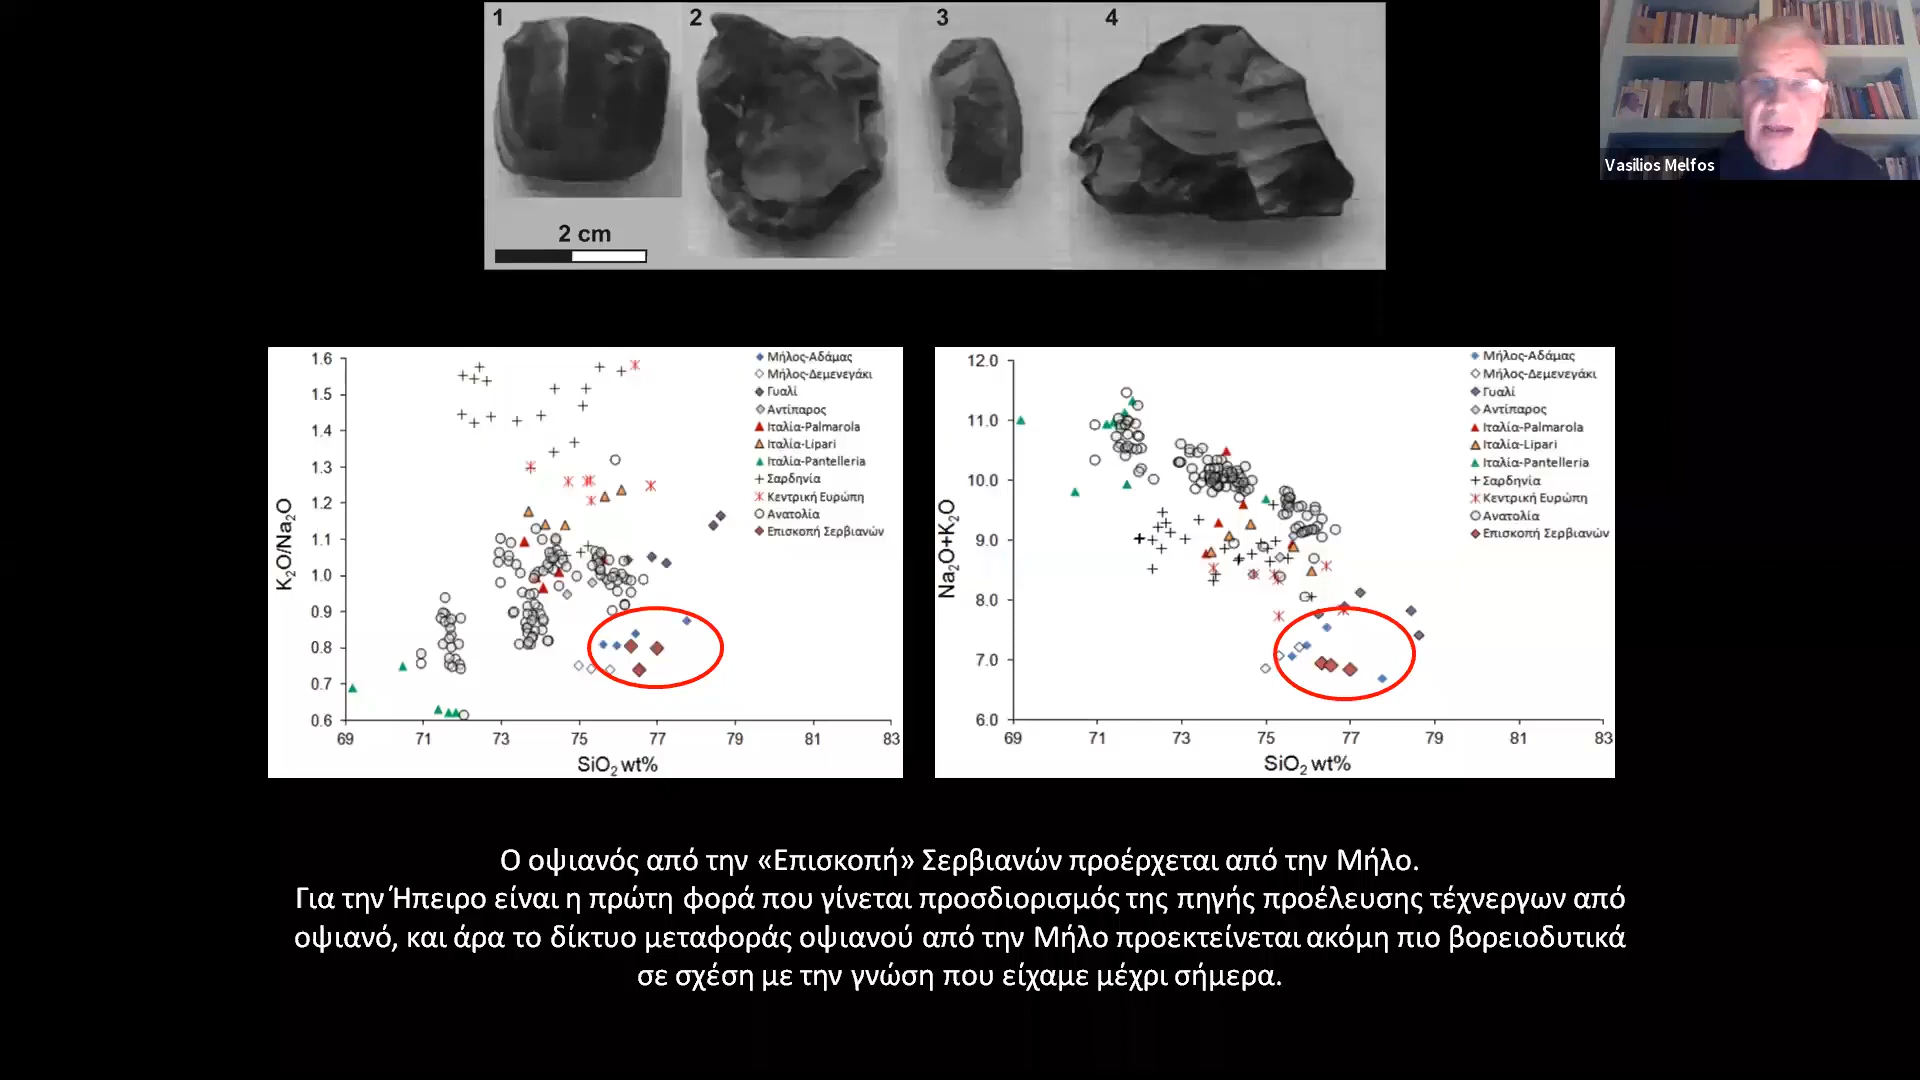 1
2
3
4
2 cm
Vasilios Melfos
1.6
1.5
1.4
1.3
1.2
1.1
1.0
0.9
0.8
0.7
0.6
K2O/Na2O
69 71 73 75 77 79 81 83
SiO2 wt%
Μήλος-Αδάμας
Μήλος-Δεμενεγάκι
Γυαλί
Αντίπαρος
Ιταλία-Palmarola
Ιταλία-Lipari
Ιταλία-Pantelleria
Σαρδηνία
Κεντρική Ευρώπη
Ανατολία
Επισκοπή Σερβιανών
12.0
11.0
10.0
9.0
8.0
7.0
6.0
Na2O+K2O
69 71 73 75 77 79 81 83
SiO2 wt%
Μήλος-Αδάμας
Μήλος-Δεμενεγάκι
Γυαλί
Αντίπαρος
Ιταλία-Palmarola
Ιταλία-Lipari
Ιταλία-Pantelleria
Σαρδηνία
Κεντρική Ευρώπη
Ανατολία
Επισκοπή Σερβιανών
Ο οψιανός από την «Επισκοπή» Σερβιανών προέρχεται από την Μήλο.
Για την Ήπειρο είναι η πρώτη φορά που γίνεται προσδιορισμός της πηγής προέλευσης τέχνεργων από
οψιανό, και άρα το δίκτυο μεταφοράς οψιανού από την Μήλο προεκτείνεται ακόμη πιο βορειοδυτικά
σε σχέση με την γνώση που είχαμε μέχρι σήμερα.